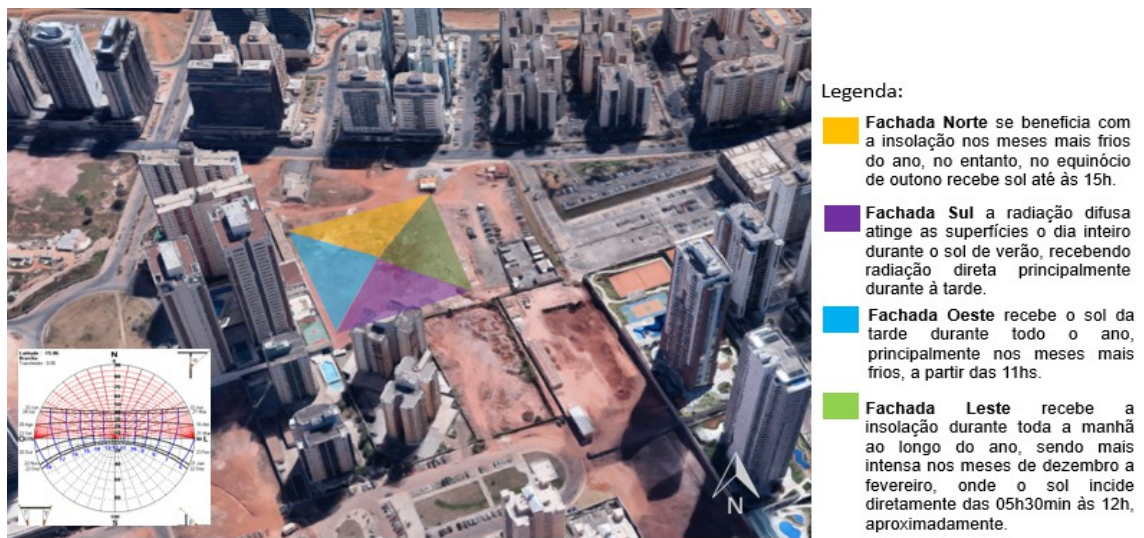 Legenda:
Fachada Norte se beneficia com
a insolação nos meses mais frios
do ano, no entanto, no equinócio
de outono recebe sol até às 15h.
Fachada Sul a radiação difusa
atinge as superfícies o dia inteiro
durante o sol de verão, recebendo
radiação direta principalmente
durante à tarde.
Fachada Oeste recebe o sol da
tarde durante todo o ano,
principalmente nos meses mais
frios, a partir das 11hs.
Fachada Leste recebe a
insolação durante toda a manhã
ao longo do ano, sendo mais
intensa nos meses de dezembro a
fevereiro, onde o sol incide
diretamente das 05h30min às 12h,
aproximadamente.
N
N
O
L
S